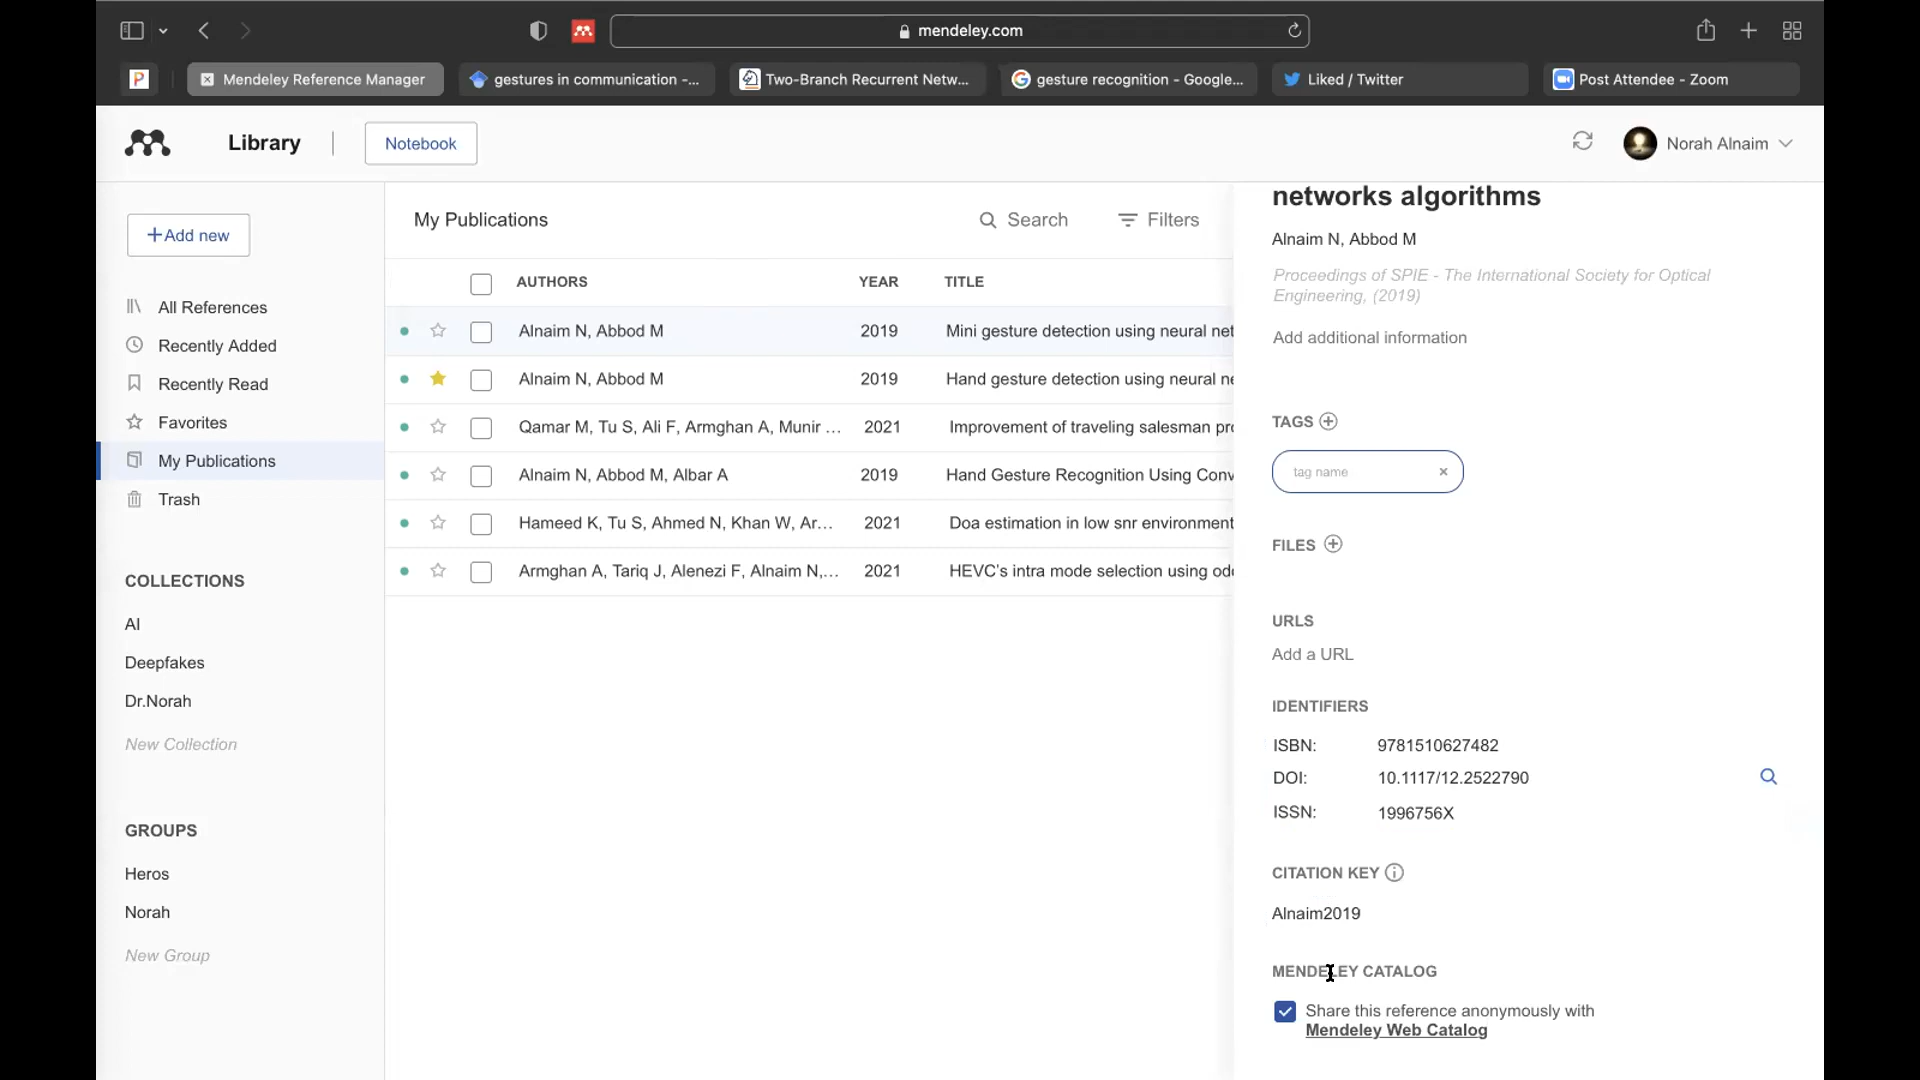 mendeley.com
P
Mendeley Reference Manager
gestures in communication -...
Two-Branch Recurrent Netw...
gesture recognition - Google...
Liked / Twitter
Post Attendee - Zoom
Library
Notebook
Norah Alnaim
+Add new
All References
Recently Added
Recently Read
Favorites
My Publications
Trash
COLLECTIONS
AI
Deepfakes
Dr.Norah
New Collection
GROUPS
Heros
Norah
New Group
My Publications
Search
Filters
AUTHORS YEAR TITLE
Alnaim N, Abbod M 2019 Mini gesture detection using neural net
Alnaim N, Abbod M 2019 Hand gesture detection using neural ne
Qamar M, Tu S, Ali F, Armghan A, Munir ... 2021 Improvement of traveling salesman pro
Alnaim N, Abbod M, Albar A 2019 Hand Gesture Recognition Using Conv
Hameed K, Tu S, Ahmed N, Khan W, Ar... 2021 Doa estimation in low snr environment
Armghan A, Tariq J, Alenezi F, Alnaim N,... 2021 HEVC's intra mode selection using odd
networks algorithms
Alnaim N, Abbod M
Proceedings of SPIE - The International Society for Optical
Engineering, (2019)
Add additional information
TAGS
tag name
FILES
URLS
Add a URL
IDENTIFIERS
ISBN: 9781510627482
DOI: 10.1117/12.2522790
ISSN: 1996756X
CITATION KEY
Alnaim2019
MENDELEY CATALOG
Share this reference anonymously with
Mendeley Web Catalog